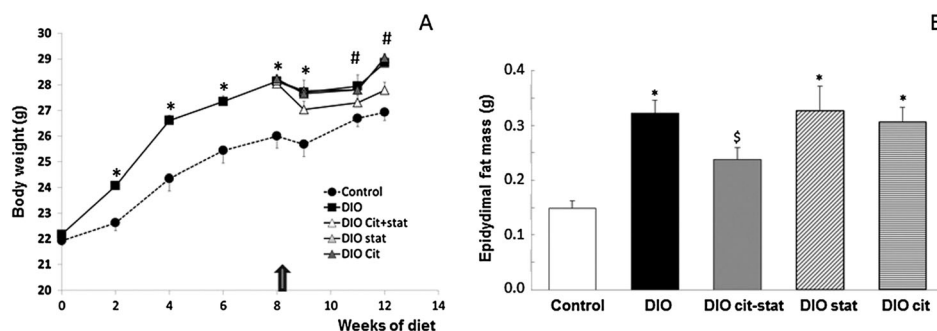 A
Body weight (g)
30
29
28
27
26
25
24
23
22
21
20
* * * * * # #
Control
DIO
DIO Cit+stat
DIO stat
DIO Cit
0 2 4 6 8 10 12 14
Weeks of diet
Epidydimal fat mass (g)
0.4
0.3
0.2
0.1
0.0
* $ * *
Control DIO DIO cit-stat DIO stat DIO cit